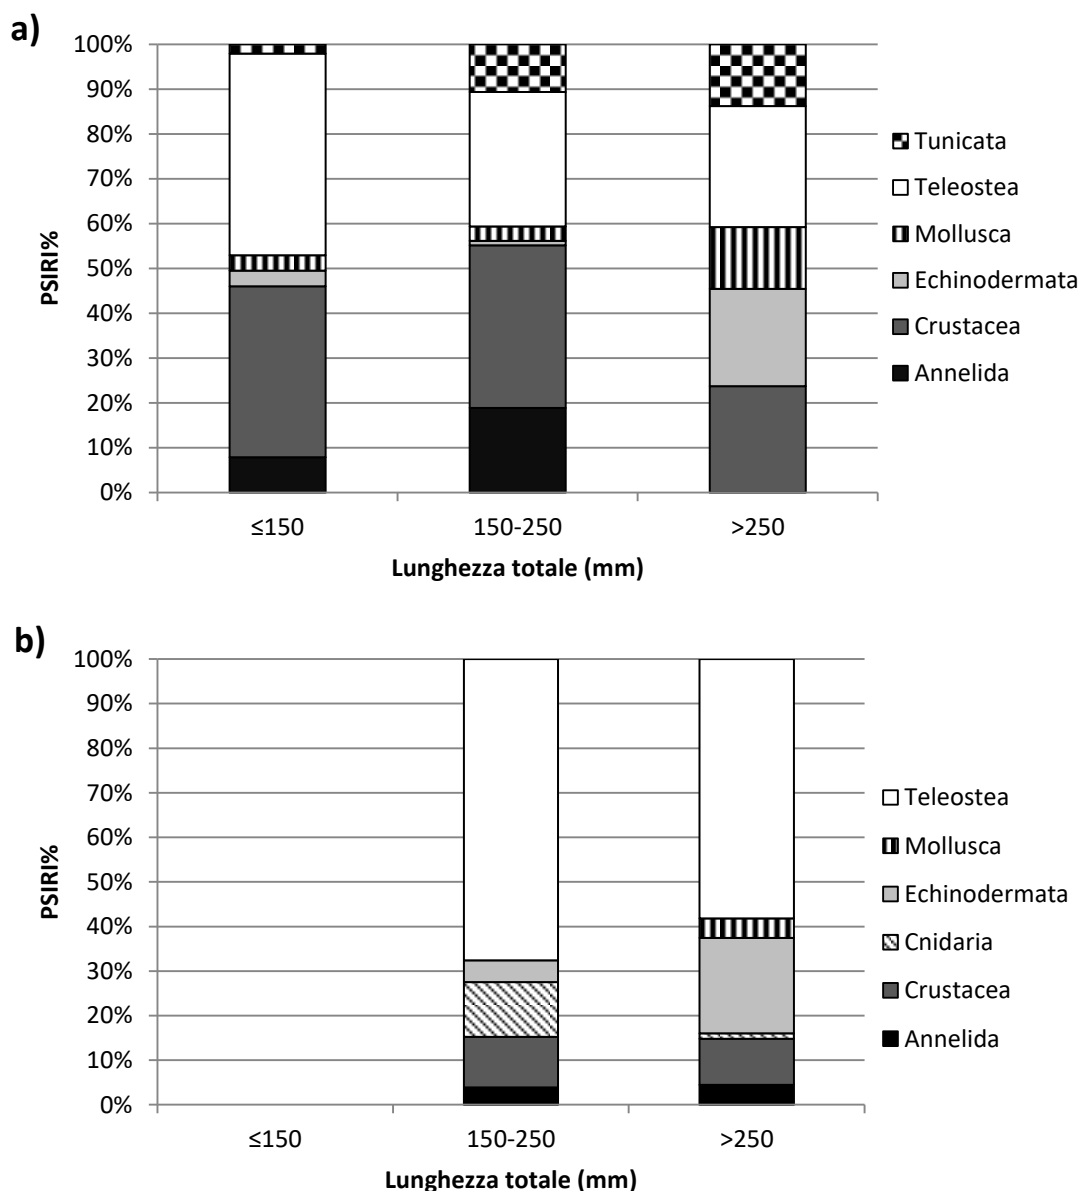 a)
100%
90%
80%
70%
60%
50%
40%
30%
20%
10%
0%
PSIRI%
≤150
150-250
>250
Lunghezza totale (mm)
Tunicata
Teleostea
Mollusca
Echinodermata
Crustacea
Annelida
b)
100%
90%
80%
70%
60%
50%
40%
30%
20%
10%
0%
PSIRI%
≤150
150-250
>250
Lunghezza totale (mm)
Teleostea
Mollusca
Echinodermata
Cnidaria
Crustacea
Annelida